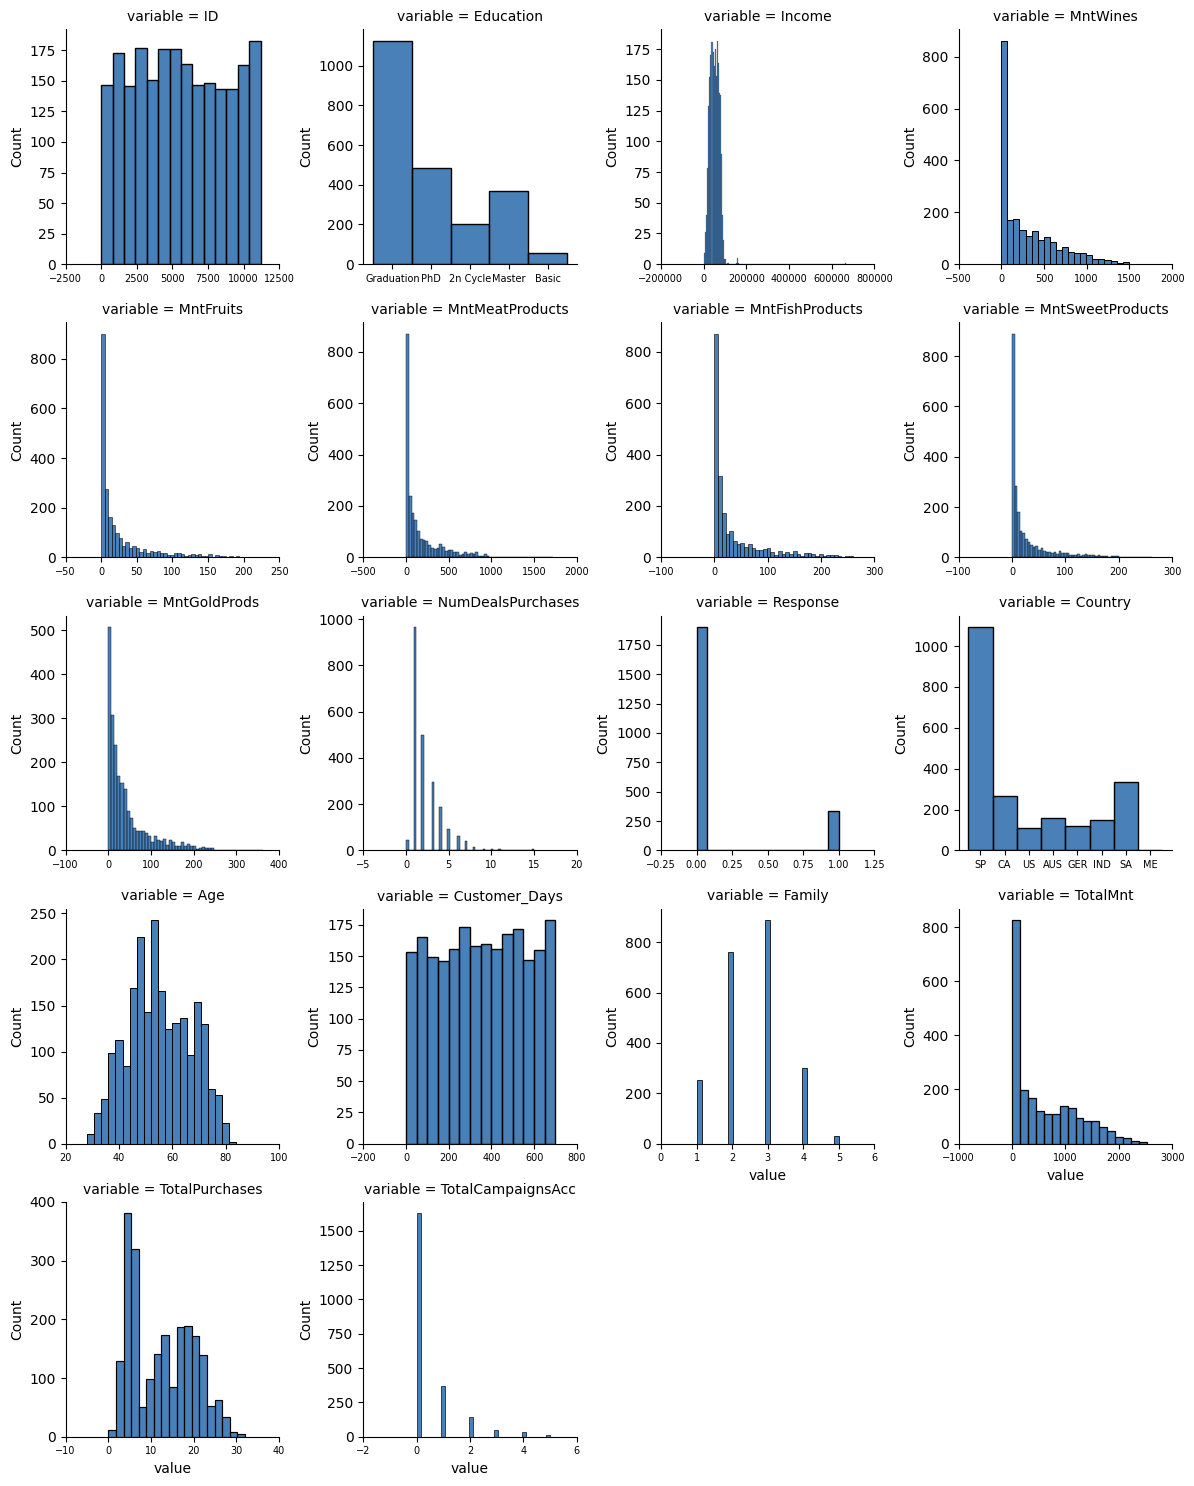 variable = ID
175
150
125
100
75
50
25
0
Count
−2500 0 2500 5000 7500 10000 12500
variable = Education
1000
800
600
400
200
0
Count
Graduation PhD 2n Cycle Master Basic
variable = Income
175
150
125
100
75
50
25
0
Count
−200000 0 200000 400000 600000 800000
variable = MntWines
800
600
400
200
0
Count
−500 0 500 1000 1500 2000
variable = MntFruits
800
600
400
200
0
Count
−50 0 50 100 150 200 250
variable = MntMeatProducts
800
600
400
200
0
Count
−500 0 500 1000 1500 2000
variable = MntFishProducts
800
600
400
200
0
Count
−100 0 100 200 300
variable = MntSweetProducts
800
600
400
200
0
Count
−100 0 100 200 300
variable = MntGoldProds
500
400
300
200
100
0
Count
−100 0 100 200 300 400
variable = NumDealsPurchases
1000
800
600
400
200
0
Count
−5 0 5 10 15 20
variable = Response
1750
1500
1250
1000
750
500
250
0
Count
−0.25 0.00 0.25 0.50 0.75 1.00 1.25
variable = Country
1000
800
600
400
200
0
Count
SP CA US AUS GER IND SA ME
variable = Age
250
200
150
100
50
0
Count
20 40 60 80 100
variable = Customer_Days
175
150
125
100
75
50
25
0
Count
−200 0 200 400 600 800
variable = Family
800
600
400
200
0
Count
0 1 2 3 4 5 6
value
variable = TotalMnt
800
600
400
200
0
Count
−1000 0 1000 2000 3000
value
variable = TotalPurchases
400
300
200
100
0
Count
−10 0 10 20 30 40
value
variable = TotalCampaignsAcc
1500
1250
1000
750
500
250
0
Count
−2 0 2 4 6
value